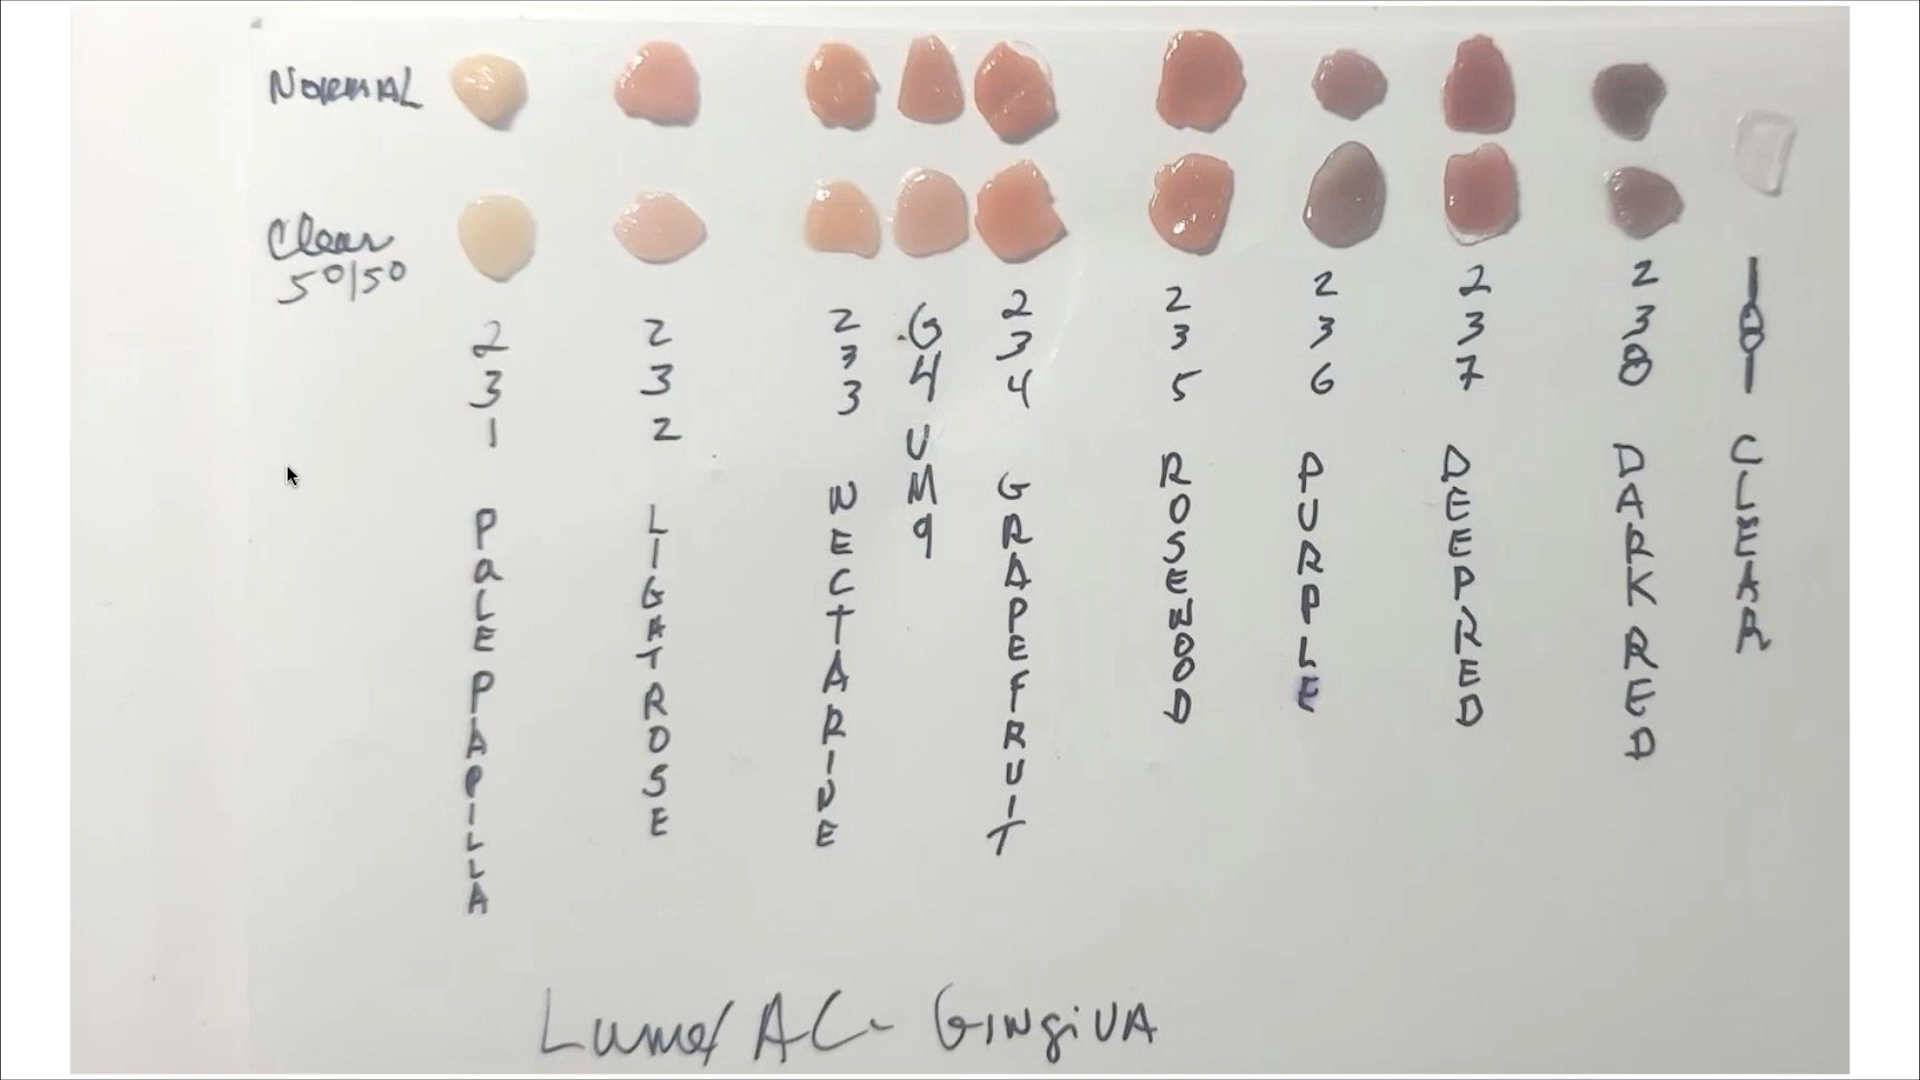 NORMAL
Clear
50/50
231 PALE PAPILLA
232 LIGHT ROSE
233 NECTARINE
G4 UM9
234 GRAPEFRUIT
235 ROSEWOOD
236 PURPLE
237 DEEP RED
238 DARK RED
CLEAR
Lumex AC- GINGIVA